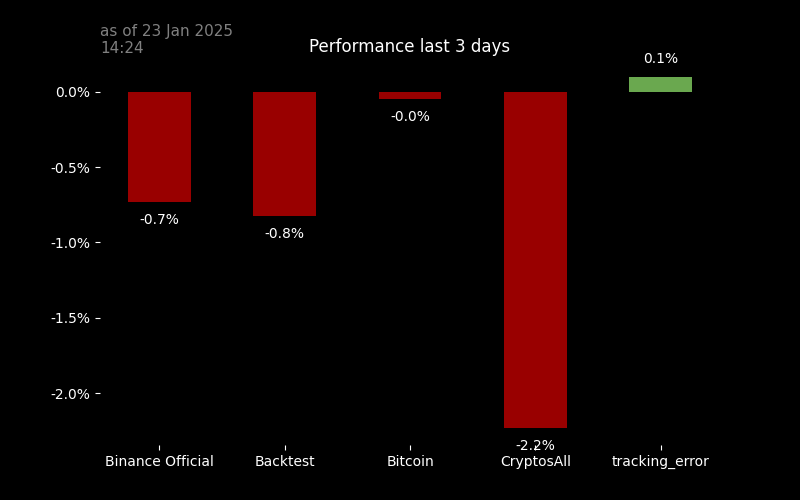 as of 23 Jan 2025
14:24
Performance last 3 days
0.1%
0.0%
-0.0%
-0.5%
-0.7%
-0.8%
-1.0%
-1.5%
-2.0%
-2.2%
Binance Official
Backtest
Bitcoin
CryptosAll
tracking_error